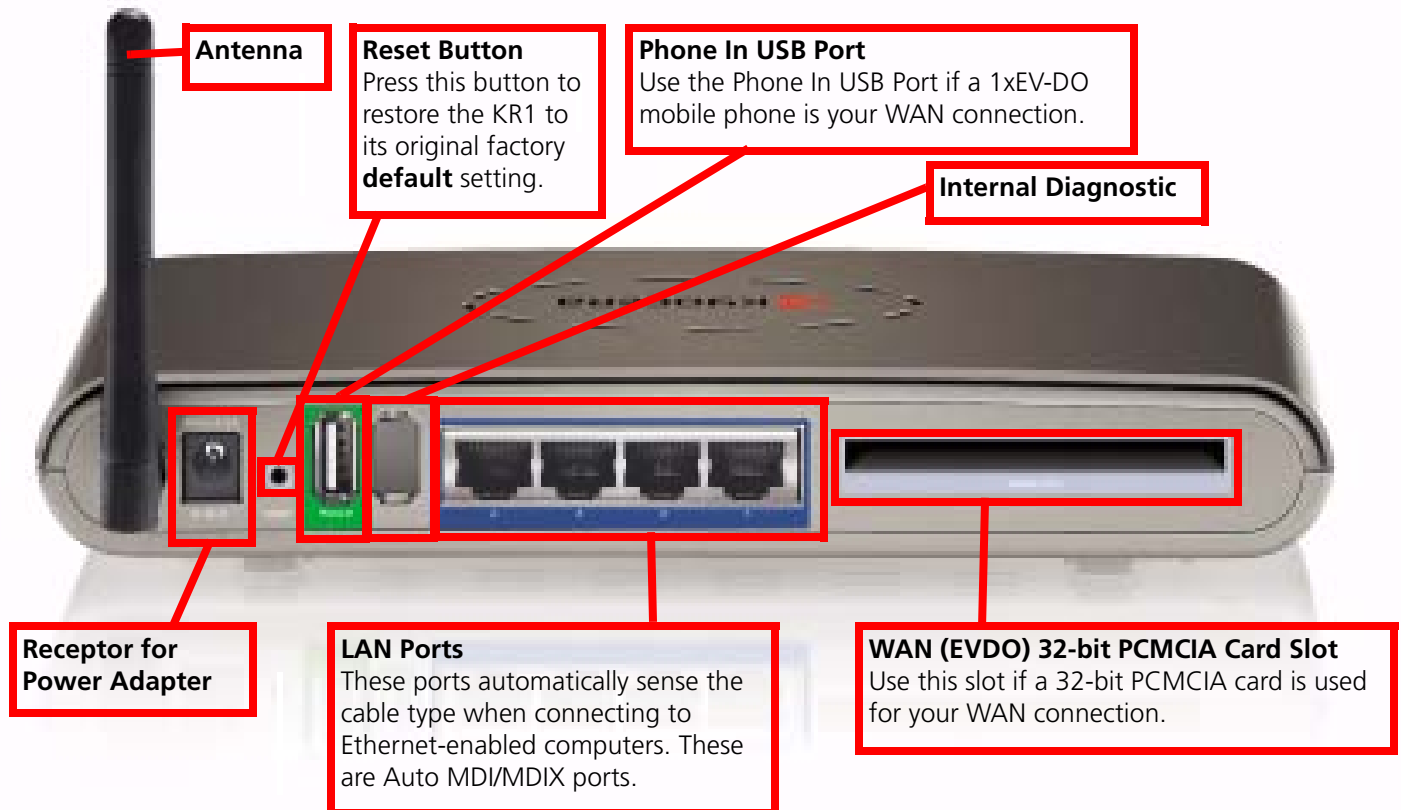 Antenna
Reset Button
Press this button to
restore the KR1 to
its original factory
default setting.
Phone In USB Port
Use the Phone In USB Port if a 1xEV-DO
mobile phone is your WAN connection.
Internal Diagnostic
Receptor for
Power Adapter
LAN Ports
These ports automatically sense the
cable type when connecting to
Ethernet-enabled computers. These
are Auto MDI/MDIX ports.
WAN (EVDO) 32-bit PCMCIA Card Slot
Use this slot if a 32-bit PCMCIA card is used
for your WAN connection.